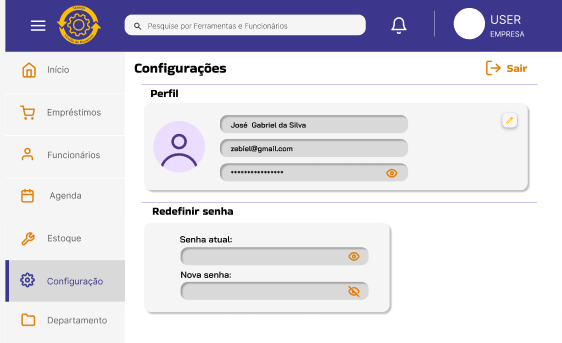 Pesquise por Ferramentas e Funcionários
USER
EMPRESA
Início
Empréstimos
Funcionários
Agenda
Estoque
Configuração
Departamento
Configurações
Sair
Perfil
José Gabriel da Silva
zebiel@gmail.com
****************
Redefinir senha
Senha atual:
Nova senha: